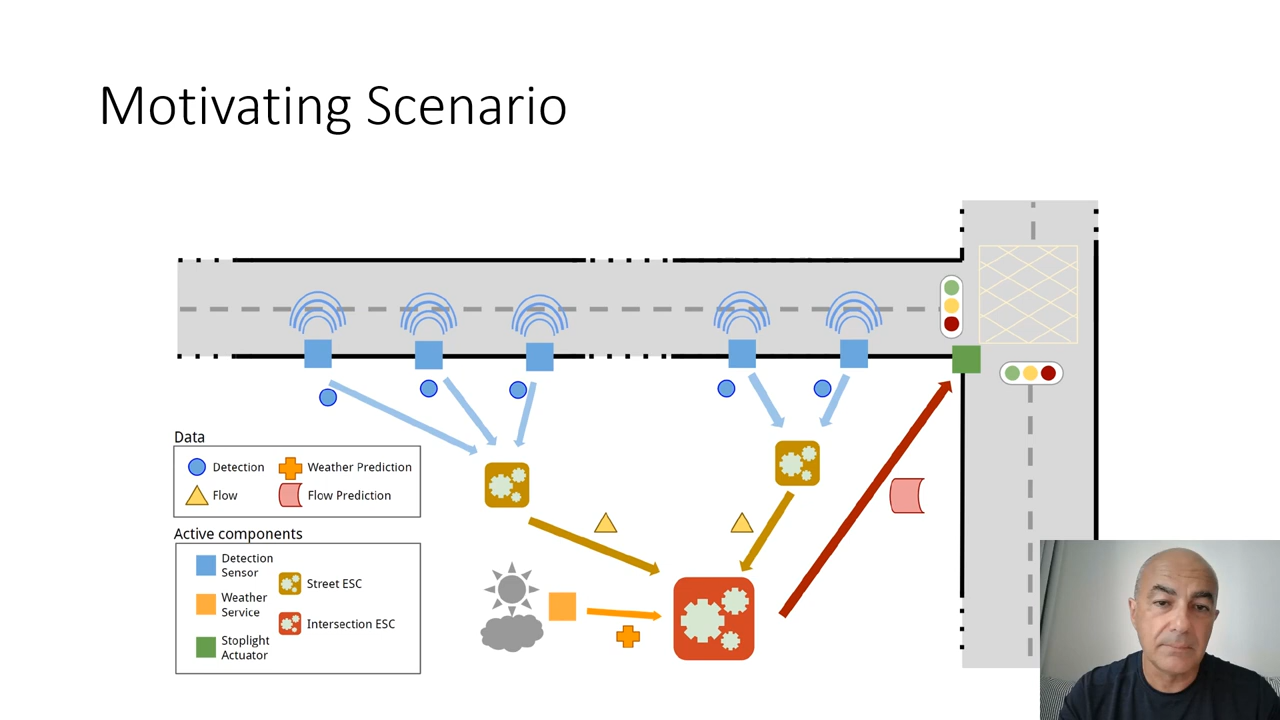 Motivating Scenario
Data
Detection
Weather Prediction
Flow
Flow Prediction
Active components
Detection
Sensor
Street ESC
Weather
Service
Intersection ESC
Stoplight
Actuator